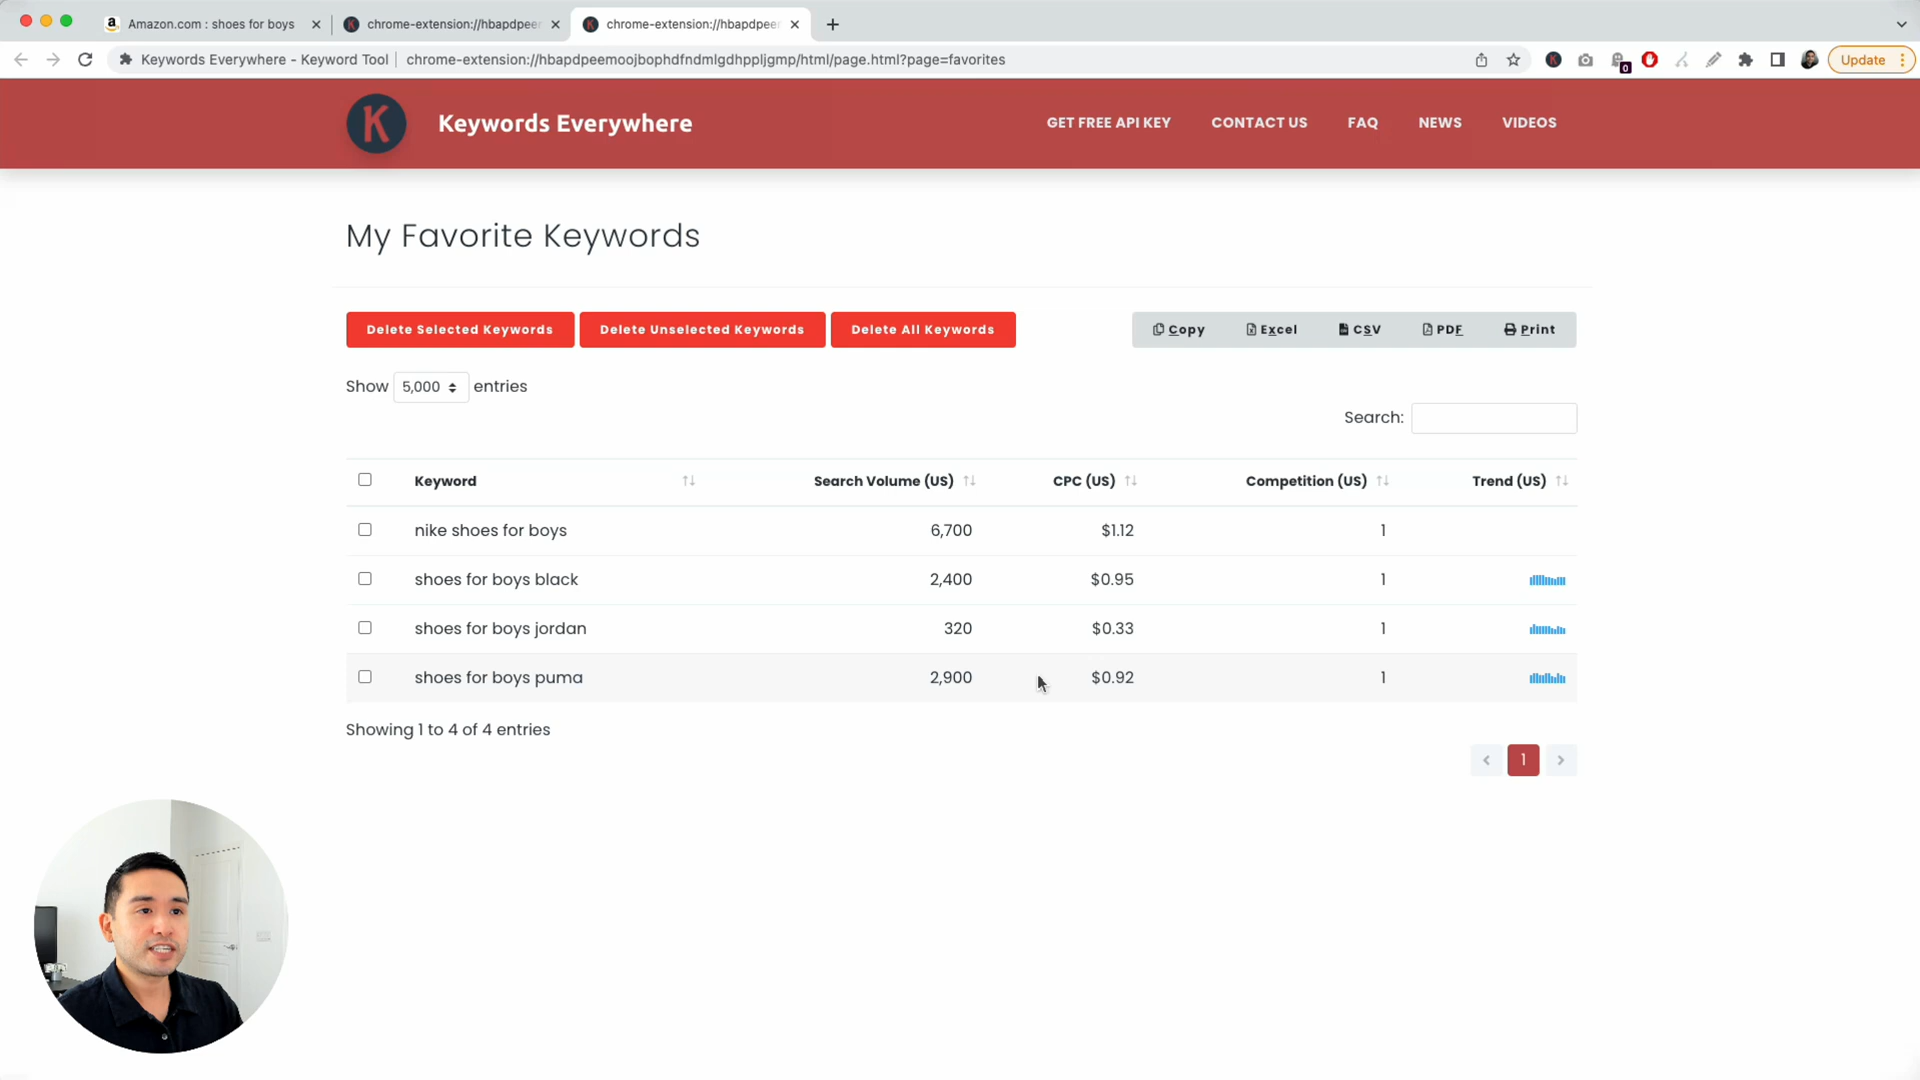 Amazon.com : shoes for boys
chrome-extension://hbapdpee
chrome-extension://hbapdpee
Keywords Everywhere - Keyword Tool
chrome-extension://hbapdpeemoojbophdfndmlgdhppljgmp/html/page.html?page=favorites
0
Update
K
Keywords Everywhere
GET FREE API KEY
CONTACT US
FAQ
NEWS
VIDEOS
My Favorite Keywords
Delete Selected Keywords
Delete Unselected Keywords
Delete All Keywords
Copy
Excel
CSV
PDF
Print
Show 5,000 entries
Search:
Keyword Search Volume (US) CPC (US) Competition (US) Trend (US)
nike shoes for boys 6,700 $1.12 1
shoes for boys black 2,400 $0.95 1
shoes for boys jordan 320 $0.33 1
shoes for boys puma 2,900 $0.92 1
Showing 1 to 4 of 4 entries
1